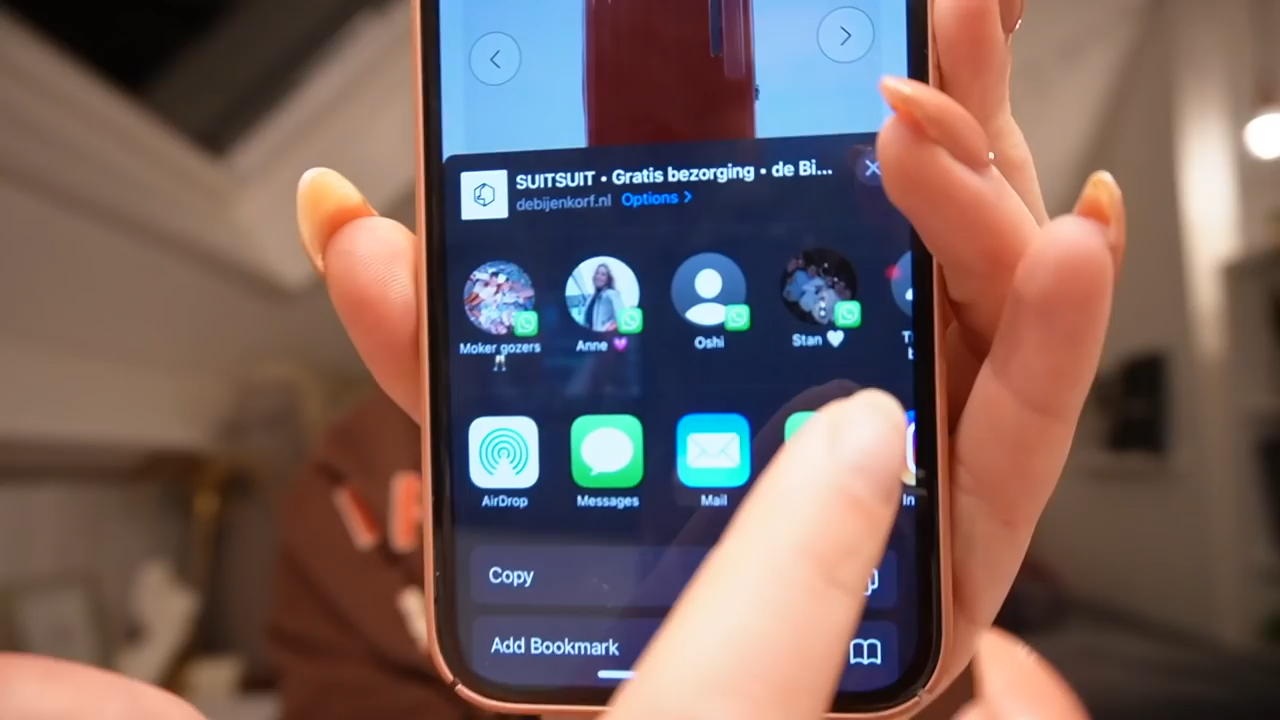 SUITSUIT • Gratis bezorging • de Bi...
debijenkorf.nl Options >
Moker gozers
🥂
Anne 💗
Oshi
Stan 🤍
AirDrop
Messages
Mail
In
Copy
Add Bookmark